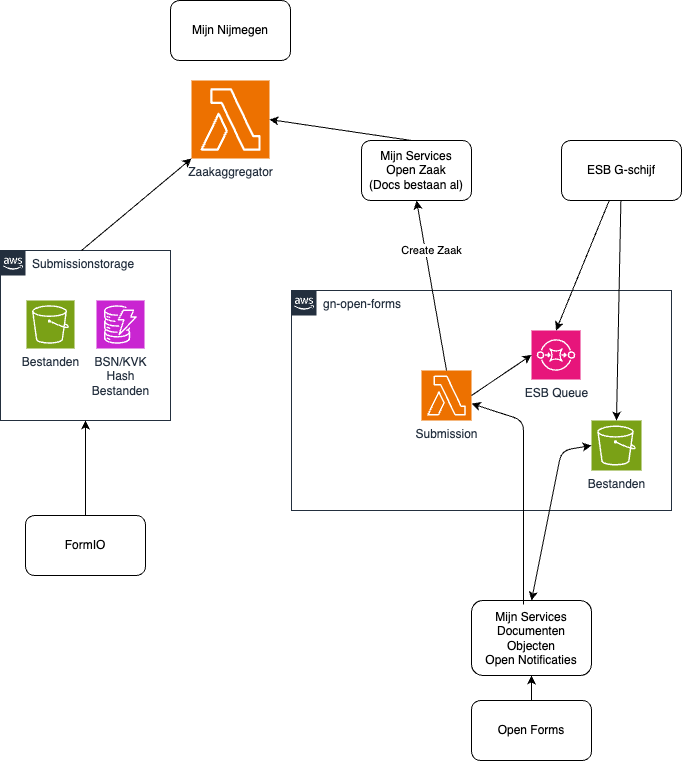 Mijn Nijmegen
Zaakaggregator
Mijn Services
Open Zaak
(Docs bestaan al)
ESB G-schijf
Create Zaak
aws
Submissionstorage
Bestanden
BSN/KVK
Hash
Bestanden
aws
gn-open-forms
ESB Queue
Submission
Bestanden
FormIO
Mijn Services
Documenten
Objecten
Open Notificaties
Open Forms